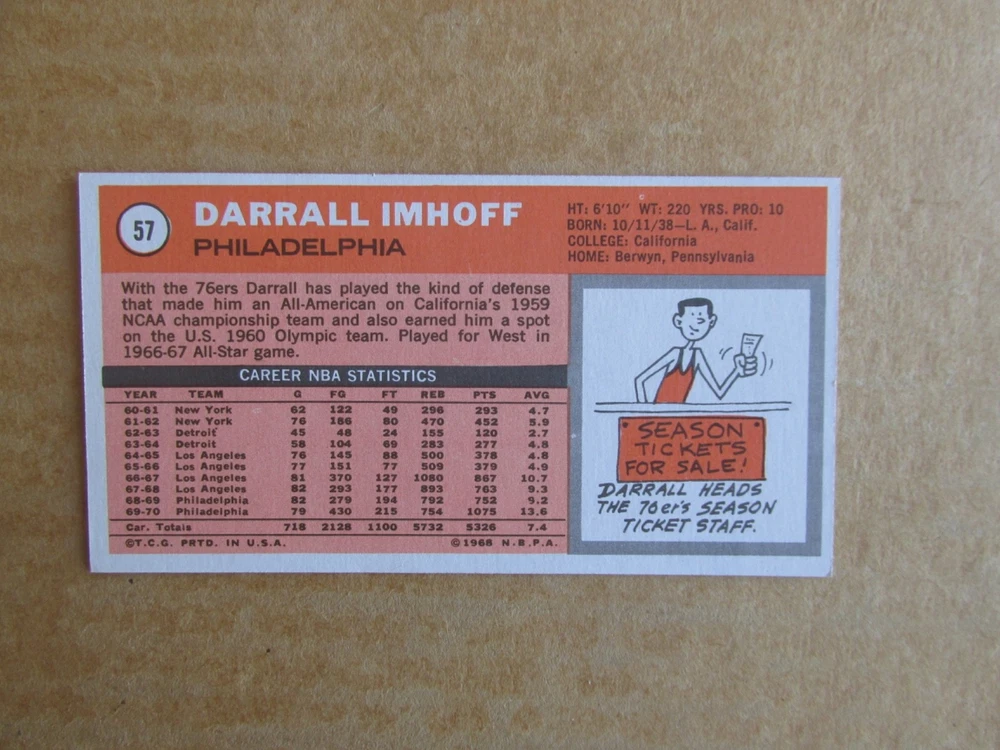 57
DARRALL IMHOFF
PHILADELPHIA
HT: 6'10" WT: 220 YRS. PRO: 10
BORN: 10/11/38—L. A., Calif.
COLLEGE: California
HOME: Berwyn, Pennsylvania
With the 76ers Darrall has played the kind of defense
that made him an All-American on California's 1959
NCAA championship team and also earned him a spot
on the U.S. 1960 Olympic team. Played for West in
1966-67 All-Star game.
CAREER NBA STATISTICS
YEAR TEAM G FG FT REB PTS AVG
60-61 New York 62 122 49 296 293 4.7
61-62 New York 76 186 80 470 452 5.9
62-63 Detroit 45 48 24 155 120 2.7
63-64 Detroit 58 104 69 283 277 4.8
64-65 Los Angeles 76 145 88 500 378 4.8
65-66 Los Angeles 77 151 77 509 379 4.9
66-67 Los Angeles 81 370 127 1080 867 10.7
67-68 Los Angeles 82 293 177 893 763 9.3
68-69 Philadelphia 82 279 194 792 752 9.2
69-70 Philadelphia 79 430 215 754 1075 13.6
Car. Totals 718 2128 1100 5732 5326 7.4
©T.C.G. PRTD. IN U.S.A. ©1968 N.B.P.A.
SEASON
TICKETS
FOR SALE!
DARRALL HEADS
THE 76er's SEASON
TICKET STAFF.